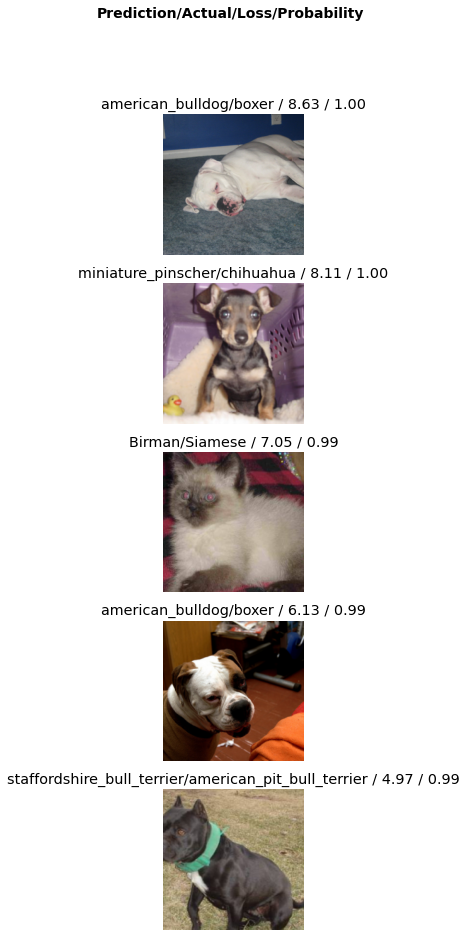 Prediction/Actual/Loss/Probability
american_bulldog/boxer / 8.63 / 1.00
miniature_pinscher/chihuahua / 8.11 / 1.00
Birman/Siamese / 7.05 / 0.99
american_bulldog/boxer / 6.13 / 0.99
staffordshire_bull_terrier/american_pit_bull_terrier / 4.97 / 0.99